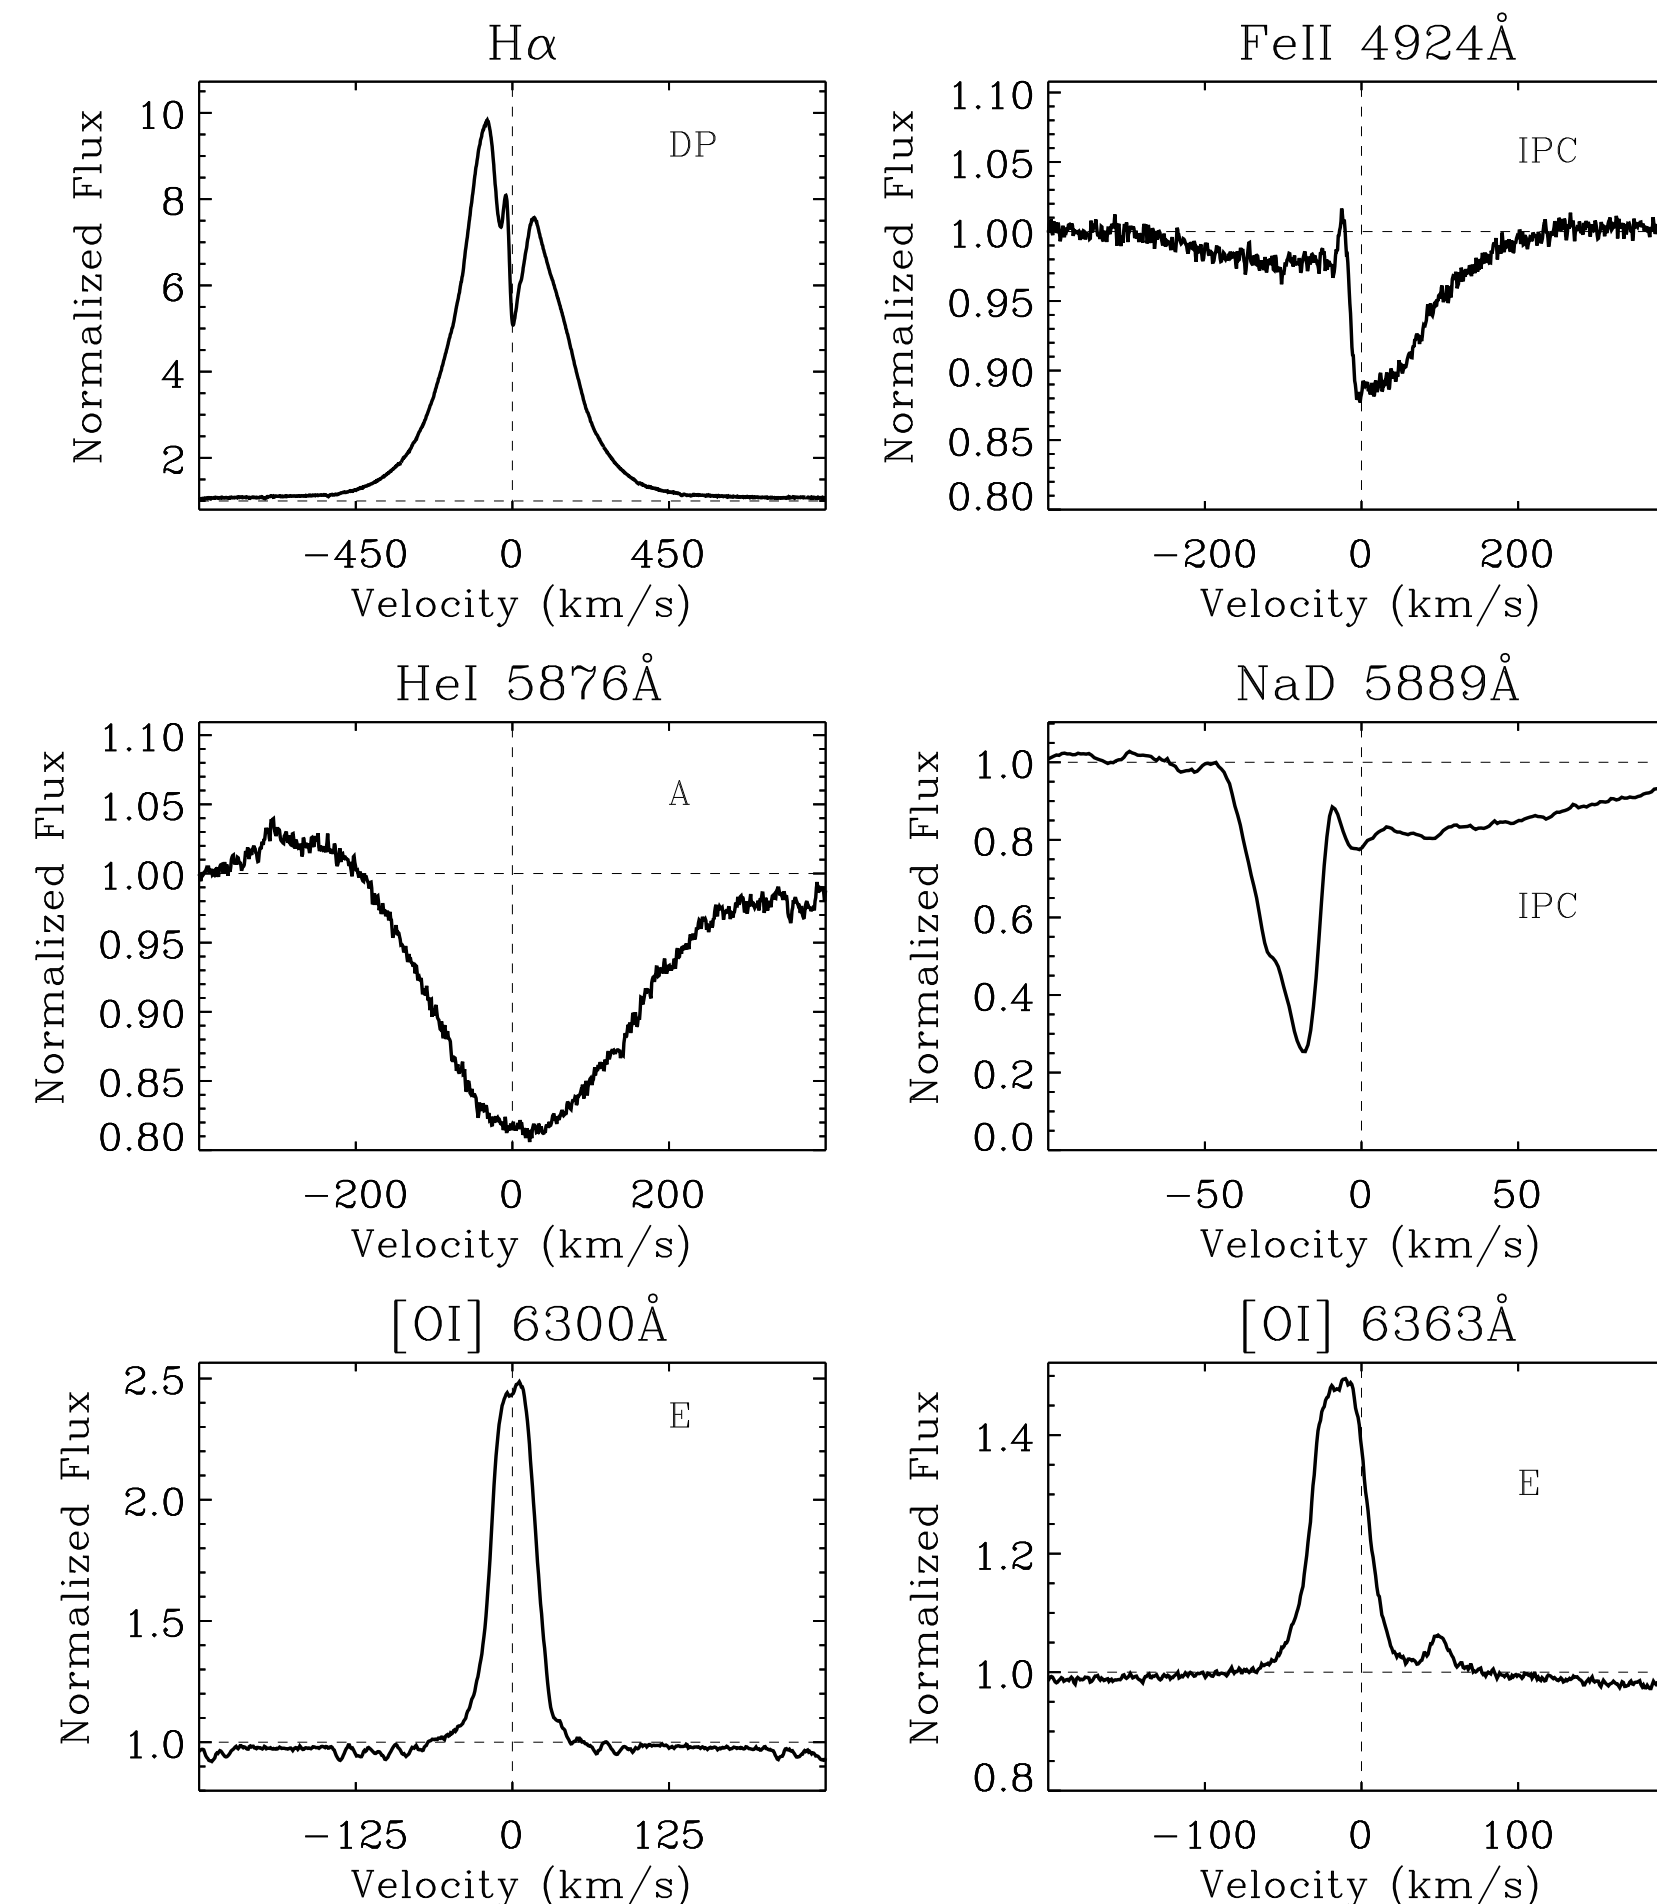 Hα
Normalized Flux
10
8
6
4
2
DP
−450 0 450
Velocity (km/s)
FeII 4924Å
Normalized Flux
1.10
1.05
1.00
0.95
0.90
0.85
0.80
IPC
−200 0 200
Velocity (km/s)
HeI 5876Å
Normalized Flux
1.10
1.05
1.00
0.95
0.90
0.85
0.80
A
−200 0 200
Velocity (km/s)
NaD 5889Å
Normalized Flux
1.0
0.8
0.6
0.4
0.2
0.0
IPC
−50 0 50
Velocity (km/s)
[OI] 6300Å
Normalized Flux
2.5
2.0
1.5
1.0
E
−125 0 125
Velocity (km/s)
[OI] 6363Å
Normalized Flux
1.4
1.2
1.0
0.8
E
−100 0 100
Velocity (km/s)